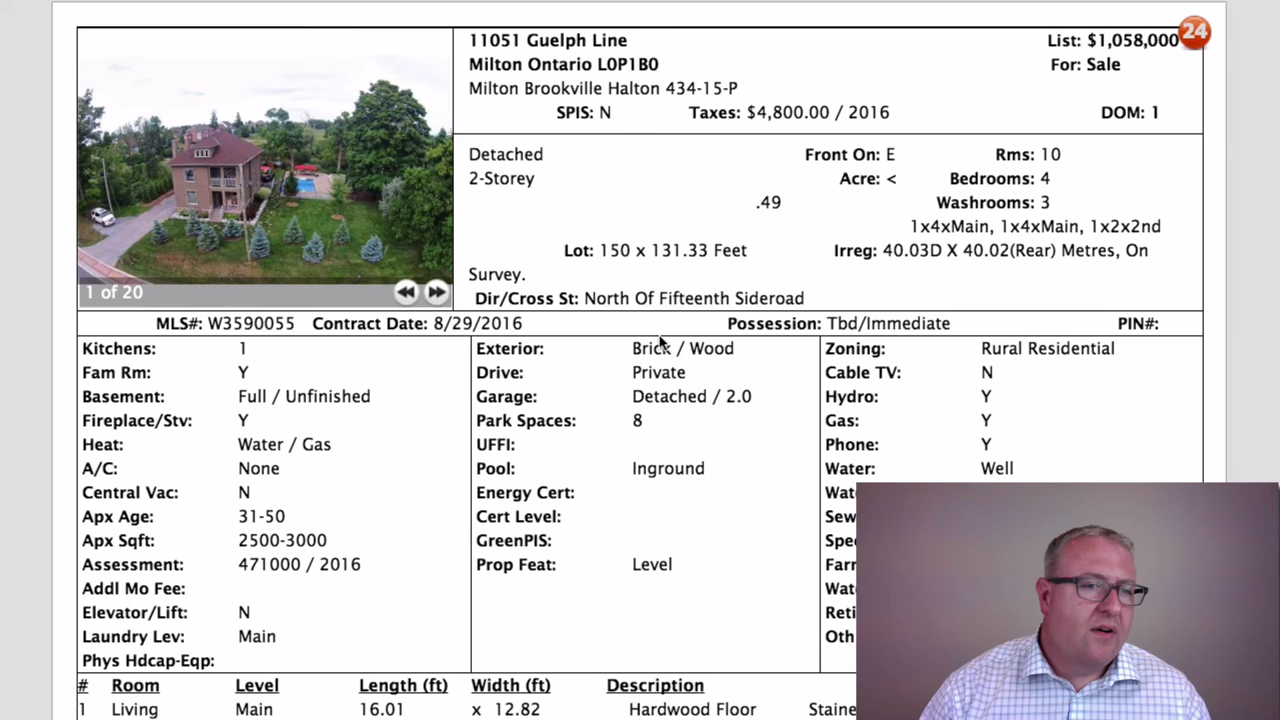 24
11051 Guelph Line List: $1,058,000
Milton Ontario L0P1B0 For: Sale
Milton Brookville Halton 434-15-P
SPIS: N Taxes: $4,800.00 / 2016 DOM: 1
Detached Front On: E Rms: 10
2-Storey Acre: < Bedrooms: 4
.49 Washrooms: 3
1x4xMain, 1x4xMain, 1x2x2nd
Lot: 150 x 131.33 Feet Irreg: 40.03D X 40.02(Rear) Metres, On
Survey.
1 of 20
Dir/Cross St: North Of Fifteenth Sideroad
MLS#: W3590055 Contract Date: 8/29/2016 Possession: Tbd/Immediate PIN#:
Kitchens: 1 Exterior: Brick / Wood Zoning: Rural Residential
Fam Rm: Y Drive: Private Cable TV: N
Basement: Full / Unfinished Garage: Detached / 2.0 Hydro: Y
Fireplace/Stv: Y Park Spaces: 8 Gas: Y
Heat: Water / Gas UFFI: Phone: Y
A/C: None Pool: Inground Water: Well
Central Vac: N Energy Cert: Wat
Apx Age: 31-50 Cert Level: Sew
Apx Sqft: 2500-3000 GreenPIS: Spe
Assessment: 471000 / 2016 Prop Feat: Level Farr
Addl Mo Fee: Wat
Elevator/Lift: N Reti
Laundry Lev: Main Oth
Phys Hdcap-Eqp:
# Room Level Length (ft) Width (ft) Description
1 Living Main 16.01 x 12.82 Hardwood Floor Staine